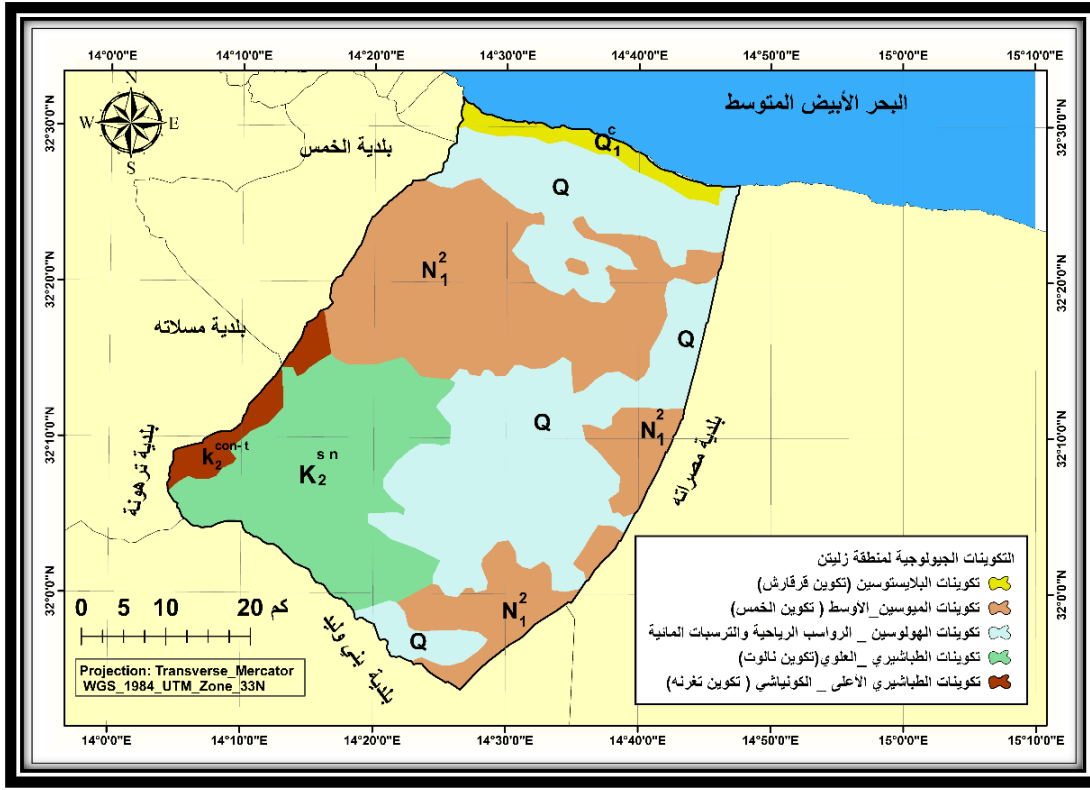 14°0'0"E 14°10'0"E 14°20'0"E 14°30'0"E 14°40'0"E 14°50'0"E 15°0'0"E 15°10'0"E
N
W E
S
البحر الأبيض المتوسط
32°30'0"N 32°30'0"N
بلدية الخمس
Q1c
Q
N12
32°20'0"N 32°20'0"N
بلدية مسلاته
Q
Q
N12
32°10'0"N 32°10'0"N
k2con-t
K2sn
بلدية ترهونة
بلدية مصراته
32°0'0"N 32°0'0"N
N12
Q
بلدية بني وليد
0 5 10 20 كم
Projection: Transverse_Mercator
WGS_1984_UTM_Zone_33N
التكوينات الجيولوجية لمنطقة زليتن
تكوينات البلايستوسين (تكوين قرقارش)
تكوينات الميوسين_الأوسط ( تكوين الخمس)
تكوينات الهولوسين _ الرواسب الرياحية والترسبات المائية
تكوينات الطباشيري _العلوي(تكوين نالوت)
تكوينات الطباشيري الأعلى _ الكونياشي ( تكوين تغرنه)
14°0'0"E 14°10'0"E 14°20'0"E 14°30'0"E 14°40'0"E 14°50'0"E 15°0'0"E 15°10'0"E